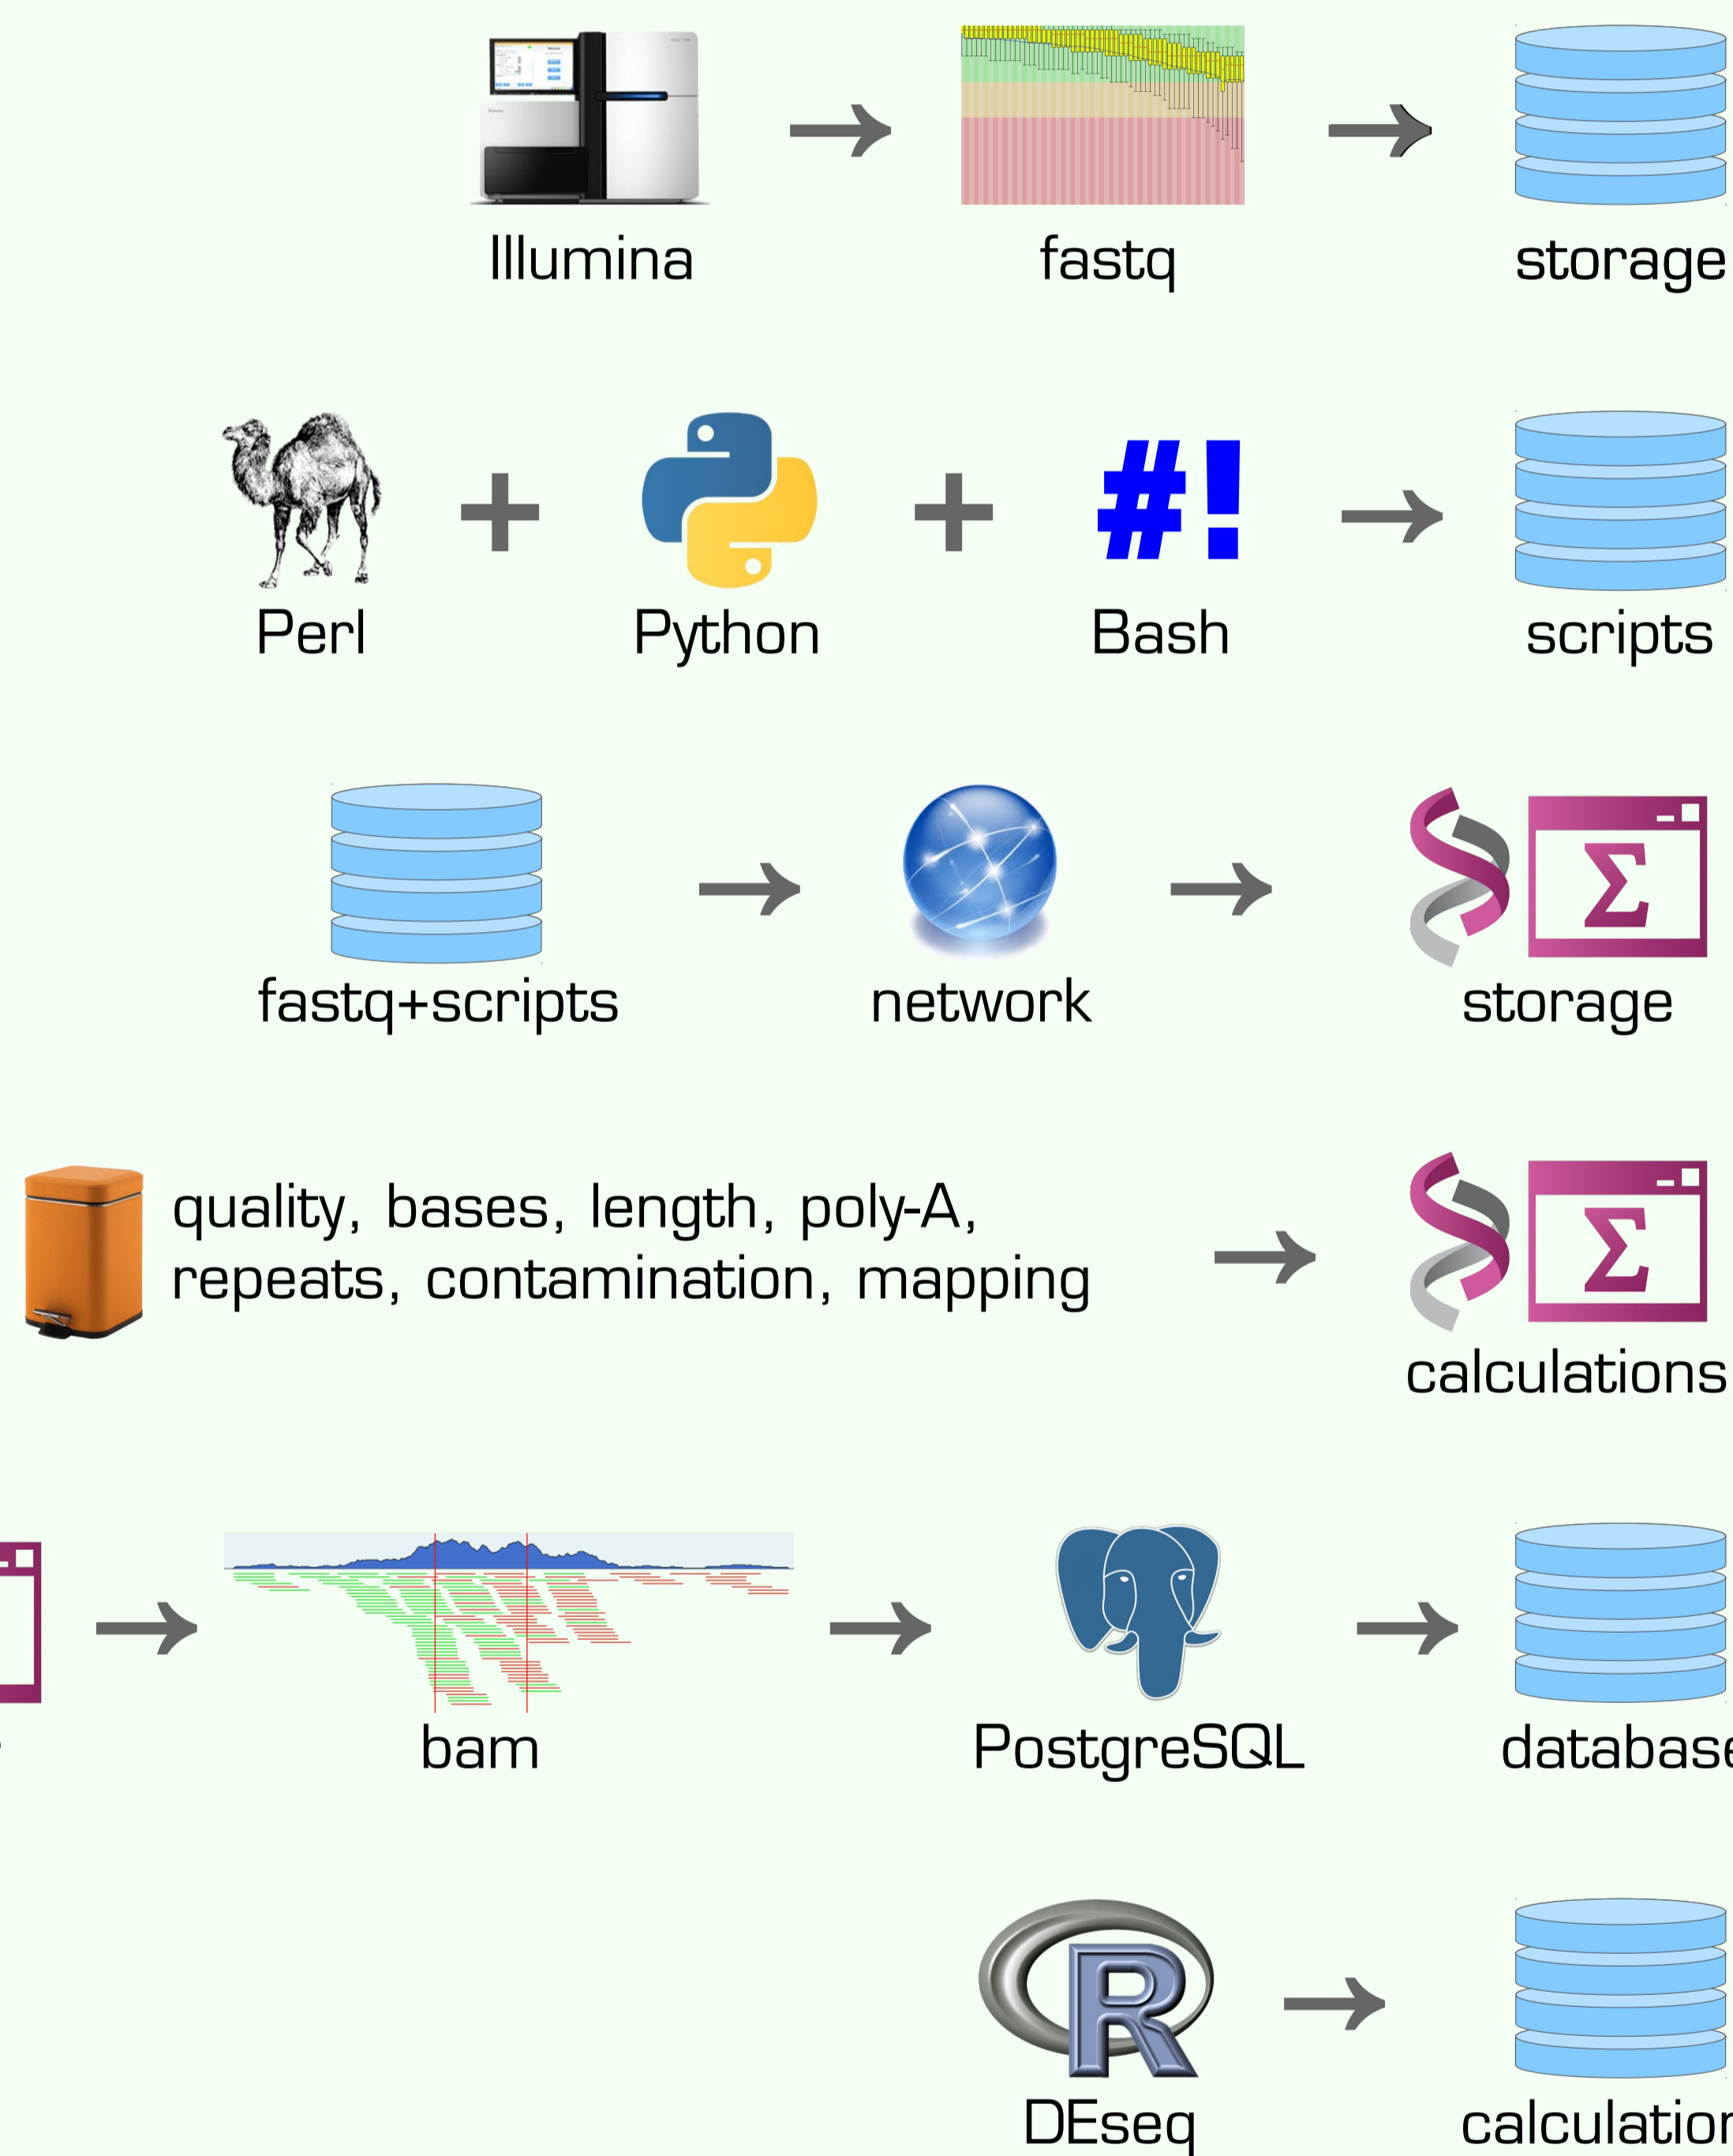 Illumina
fastq
storage
#!
Perl
Python
Bash
scripts
fastq+scripts
network
Σ
storage
quality, bases, length, poly-A,
repeats, contamination, mapping
Σ
calculations
bam
PostgreSQL
R
DEseq